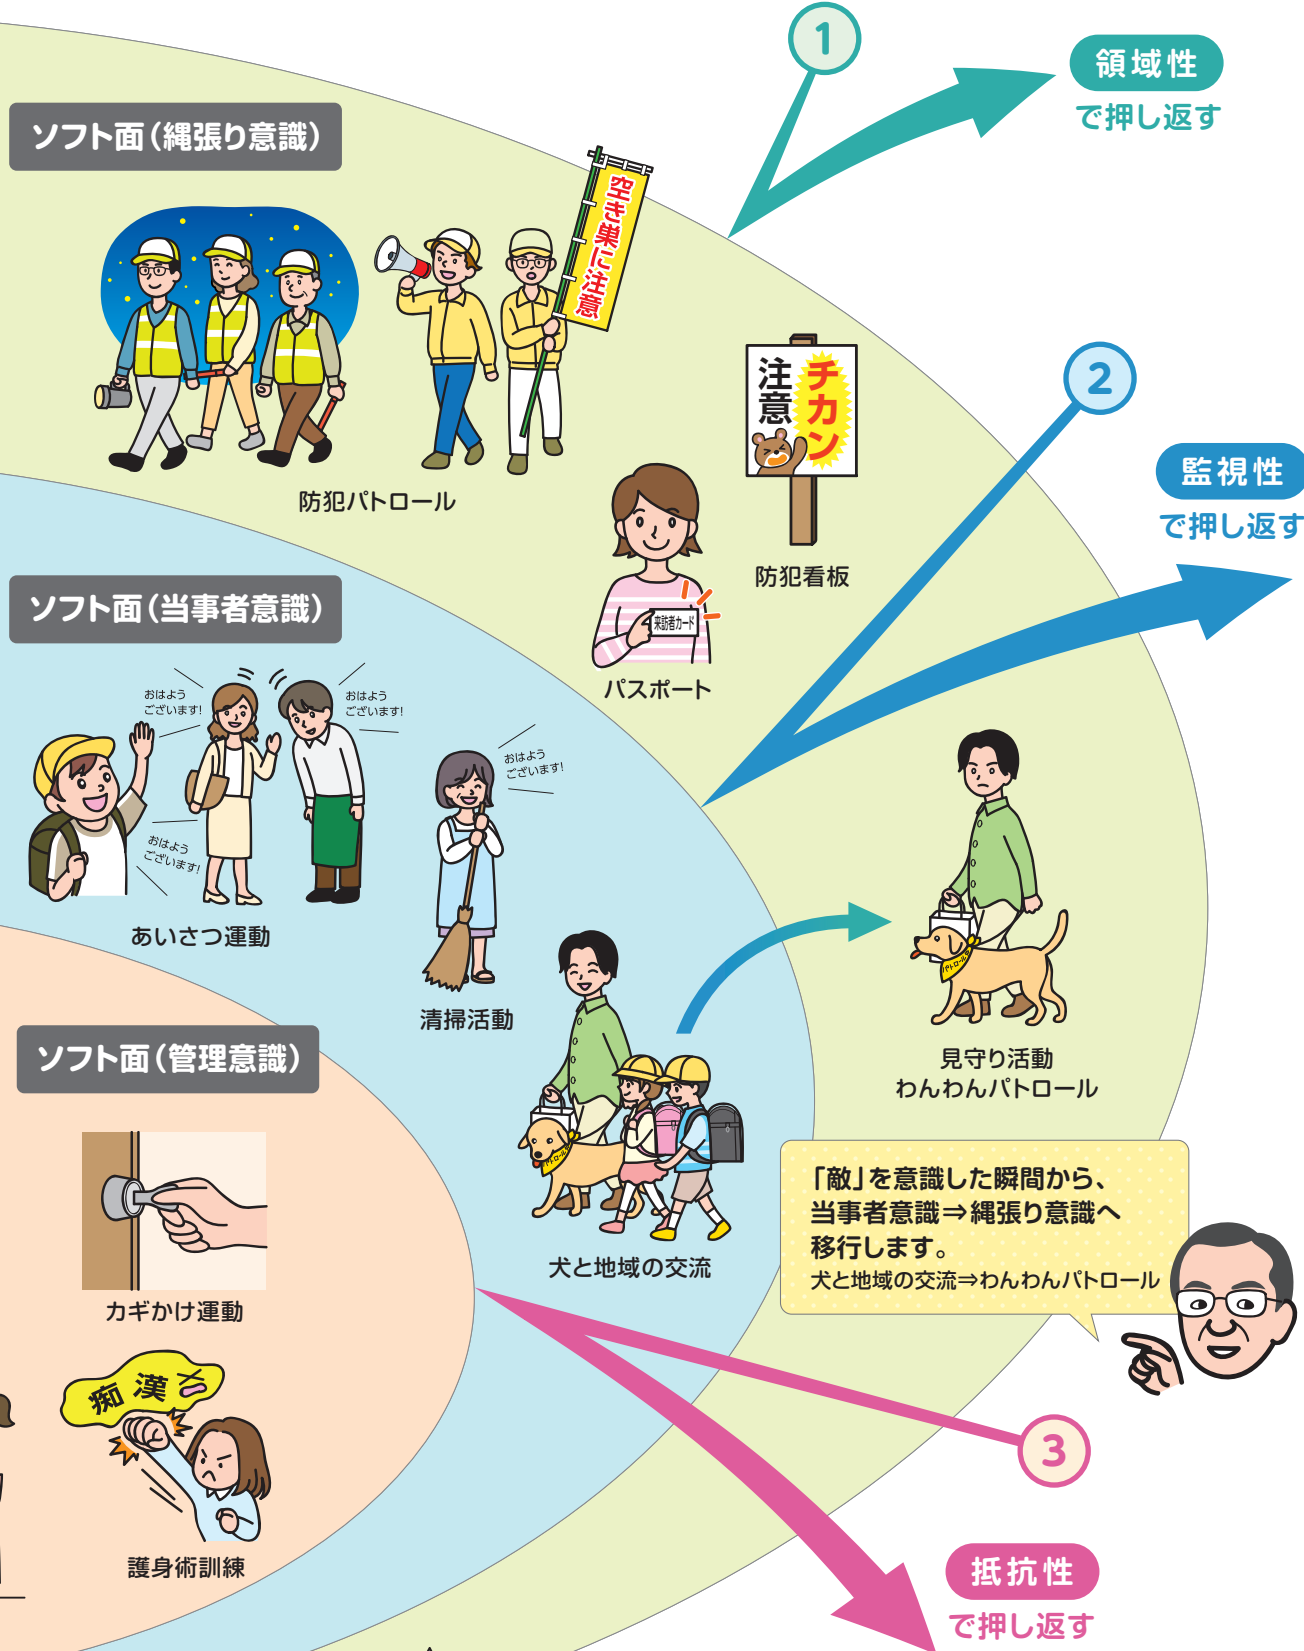 1
領域性
で押し返す
ソフト面(縄張り意識)
空き巣に注意
防犯パトロール
チカン
注意
防犯看板
来訪者カード
パスポート
2
監視性
で押し返す
ソフト面(当事者意識)
おはよう
ございます!
おはよう
ございます!
おはよう
ございます!
おはよう
ございます!
あいさつ運動
清掃活動
パトロール
犬と地域の交流
パトロール
見守り活動
わんわんパトロール
「敵」を意識した瞬間から、
当事者意識⇒縄張り意識へ
移行します。
犬と地域の交流⇒わんわんパトロール
ソフト面(管理意識)
カギかけ運動
痴漢
護身術訓練
3
抵抗性
で押し返す